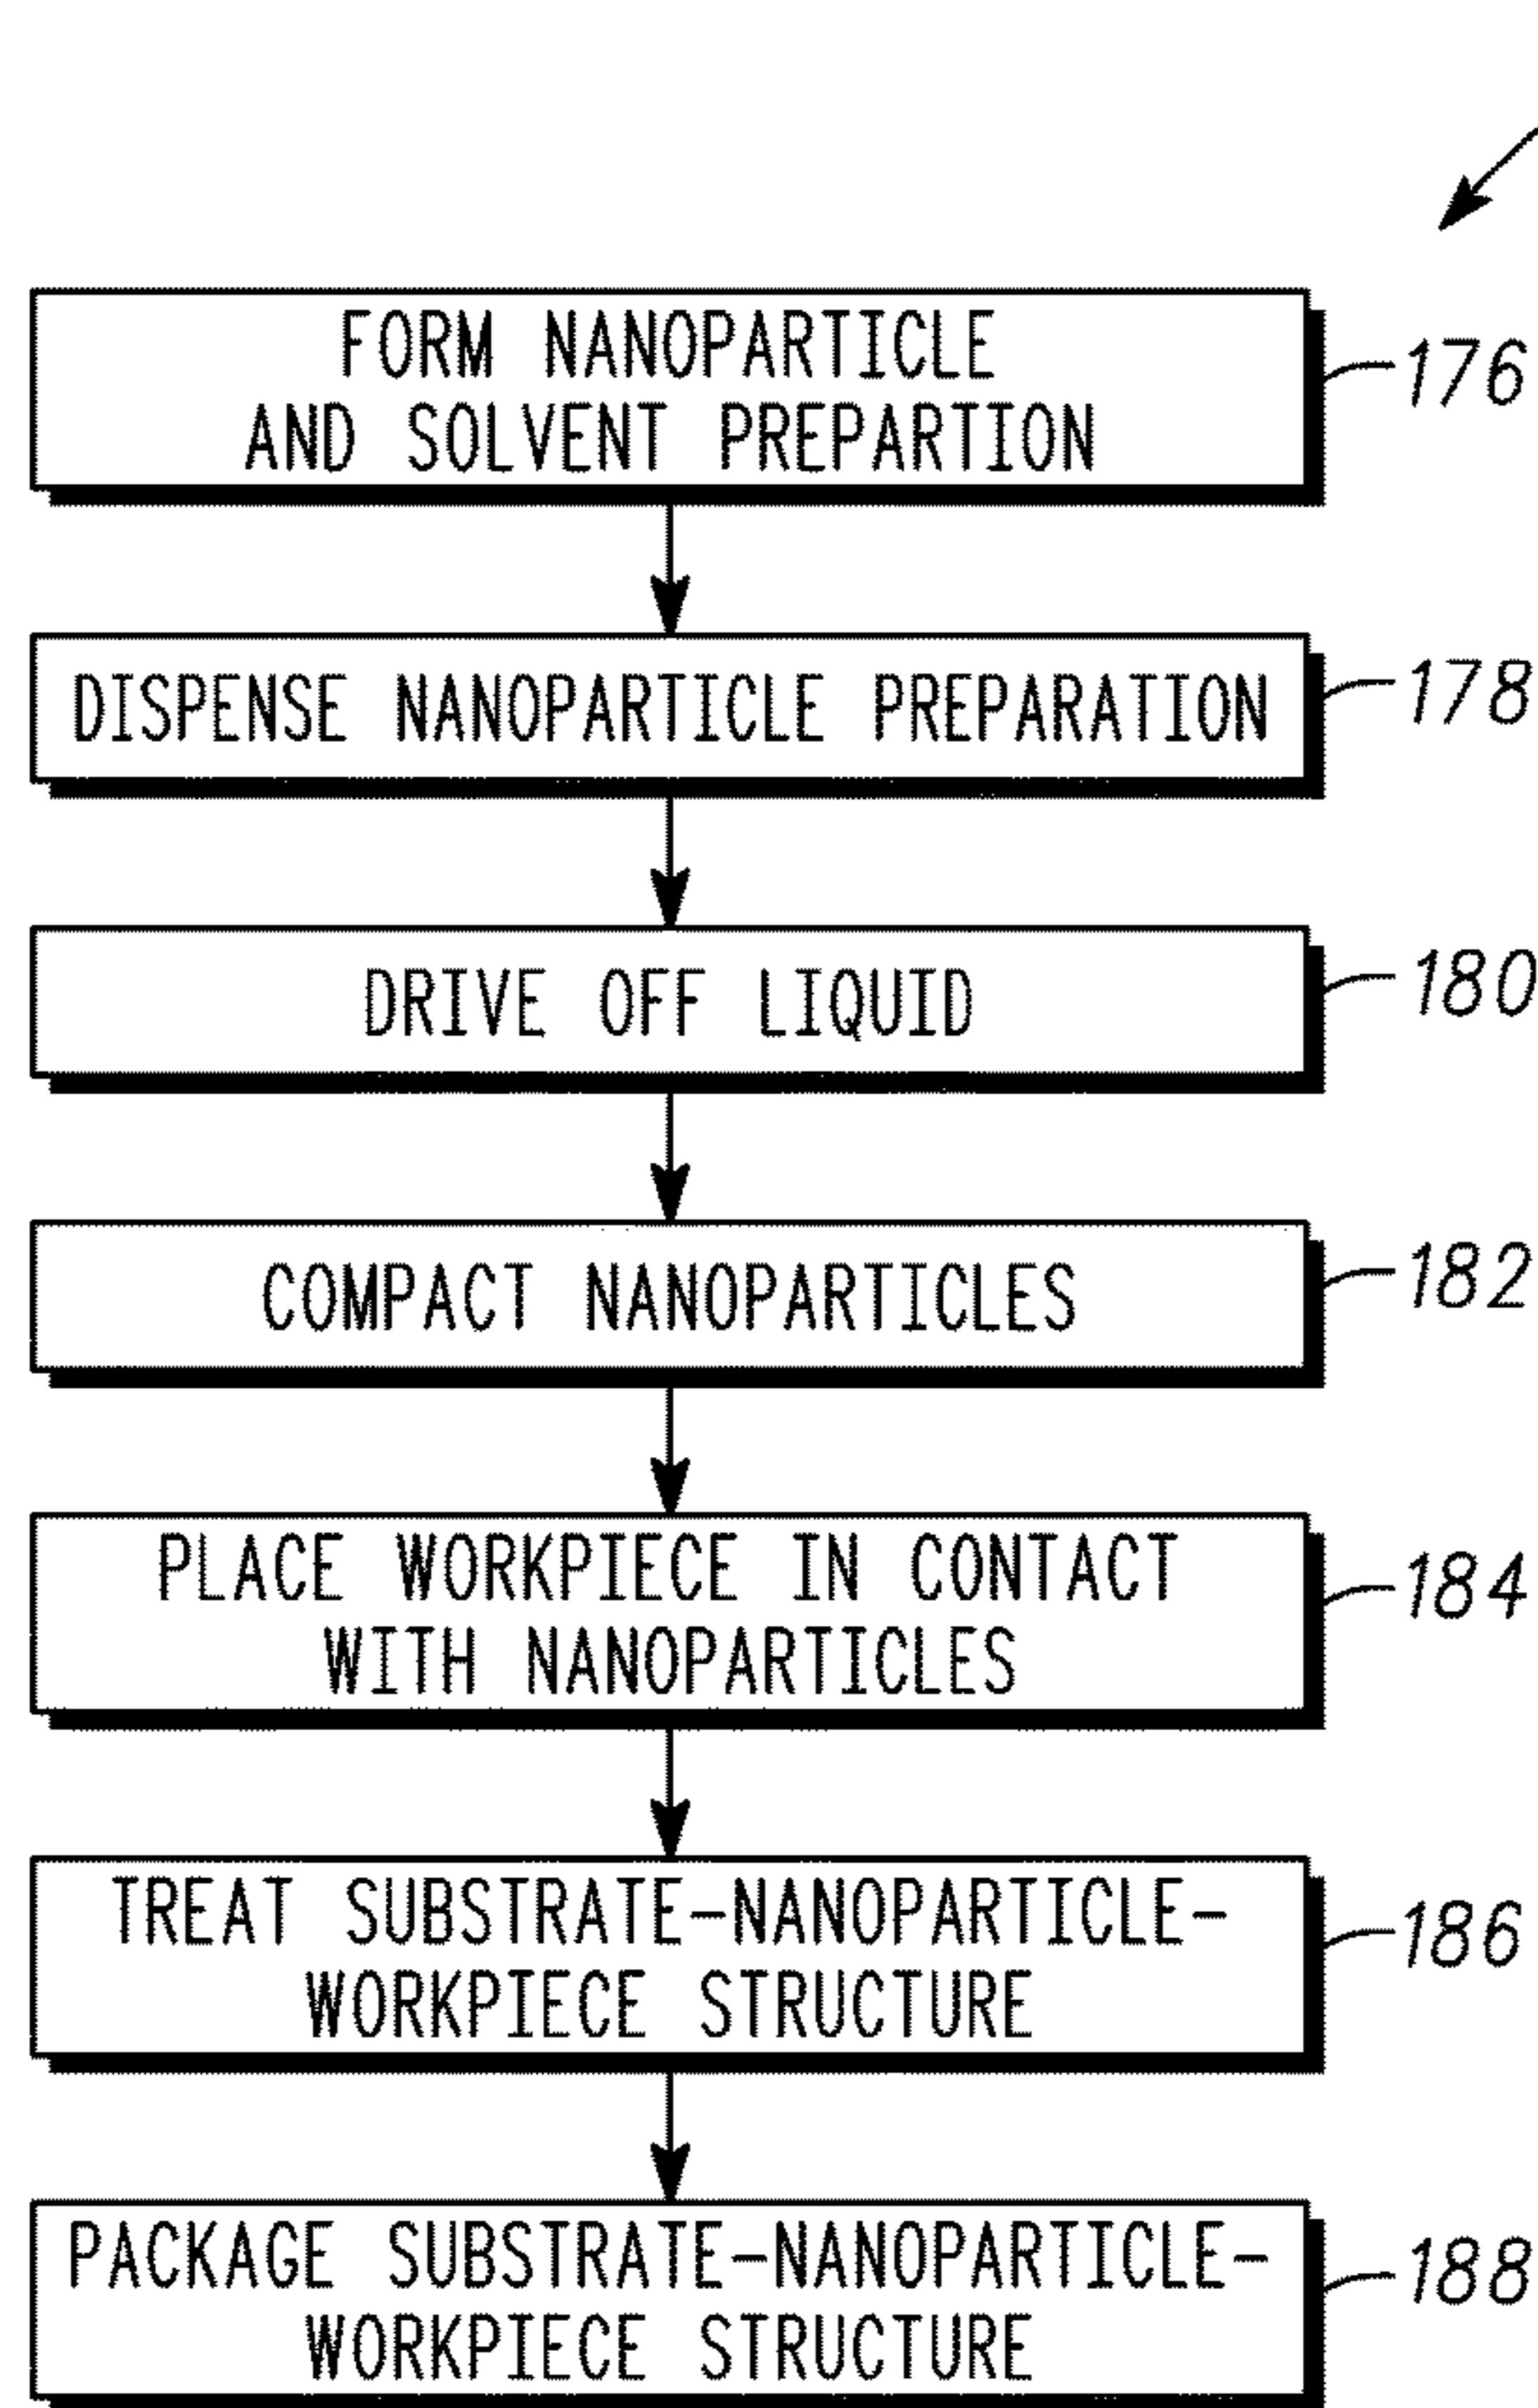 FORM NANOPARTICLE
AND SOLVENT PREPARTION
176
DISPENSE NANOPARTICLE PREPARATION
178
DRIVE OFF LIQUID
180
COMPACT NANOPARTICLES
182
PLACE WORKPIECE IN CONTACT
WITH NANOPARTICLES
184
TREAT SUBSTRATE-NANOPARTICLE-
WORKPIECE STRUCTURE
186
PACKAGE SUBSTRATE-NANOPARTICLE-
WORKPIECE STRUCTURE
188